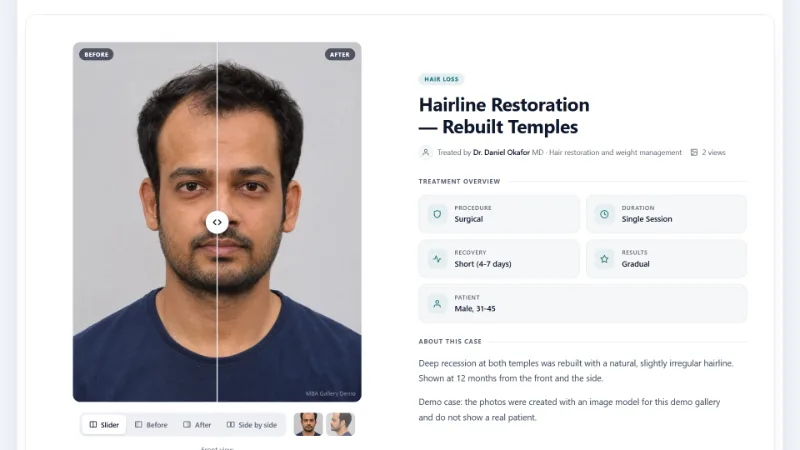 BEFORE
AFTER
MBA Gallery Demo
Slider
Before
After
Side by side
Front view
HAIR LOSS
Hairline Restoration
— Rebuilt Temples
Treated by Dr. Daniel Okafor MD · Hair restoration and weight management
2 views
TREATMENT OVERVIEW
PROCEDURE
Surgical
DURATION
Single Session
RECOVERY
Short (4-7 days)
RESULTS
Gradual
PATIENT
Male, 31-45
ABOUT THIS CASE
Deep recession at both temples was rebuilt with a natural, slightly irregular hairline.
Shown at 12 months from the front and the side.
Demo case: the photos were created with an image model for this demo gallery
and do not show a real patient.